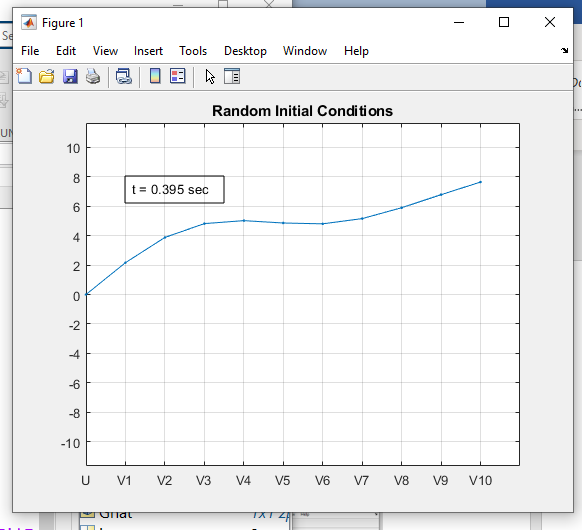 Figure 1
File Edit View Insert Tools Desktop Window Help
Random Initial Conditions
t = 0.395 sec
10
8
6
4
2
0
-2
-4
-6
-8
-10
U V1 V2 V3 V4 V5 V6 V7 V8 V9 V10